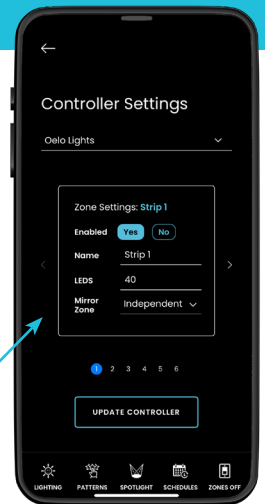 Controller Settings
Oelo Lights
Zone Settings: Strip 1
Enabled Yes No
Name Strip 1
LEDS 40
Mirror Zone Independent
1 2 3 4 5 6
UPDATE CONTROLLER
LIGHTING PATTERNS SPOTLIGHT SCHEDULES ZONES OFF